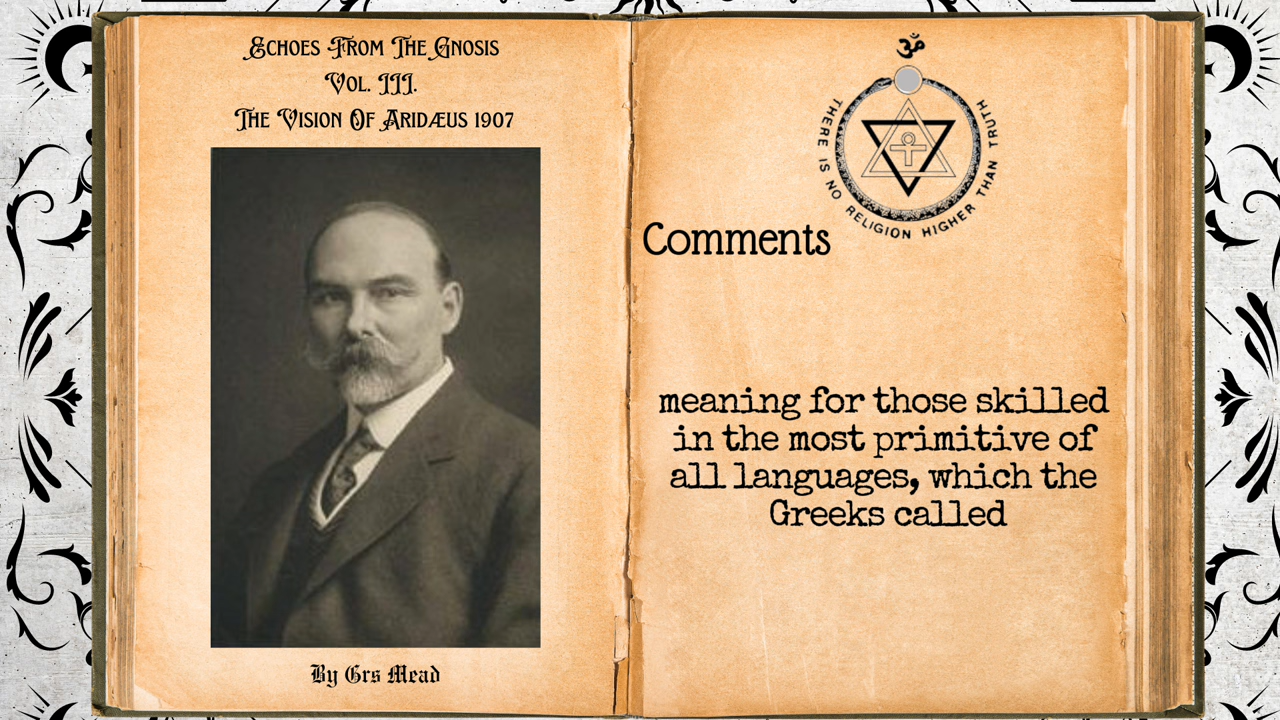 Echoes From The Gnosis
Vol. III.
The Vision Of Aridæus 1907
By Grs Mead
ॐ
THERE IS NO RELIGION HIGHER THAN TRUTH
Comments
meaning for those skilled
in the most primitive of
all languages, which the
Greeks called